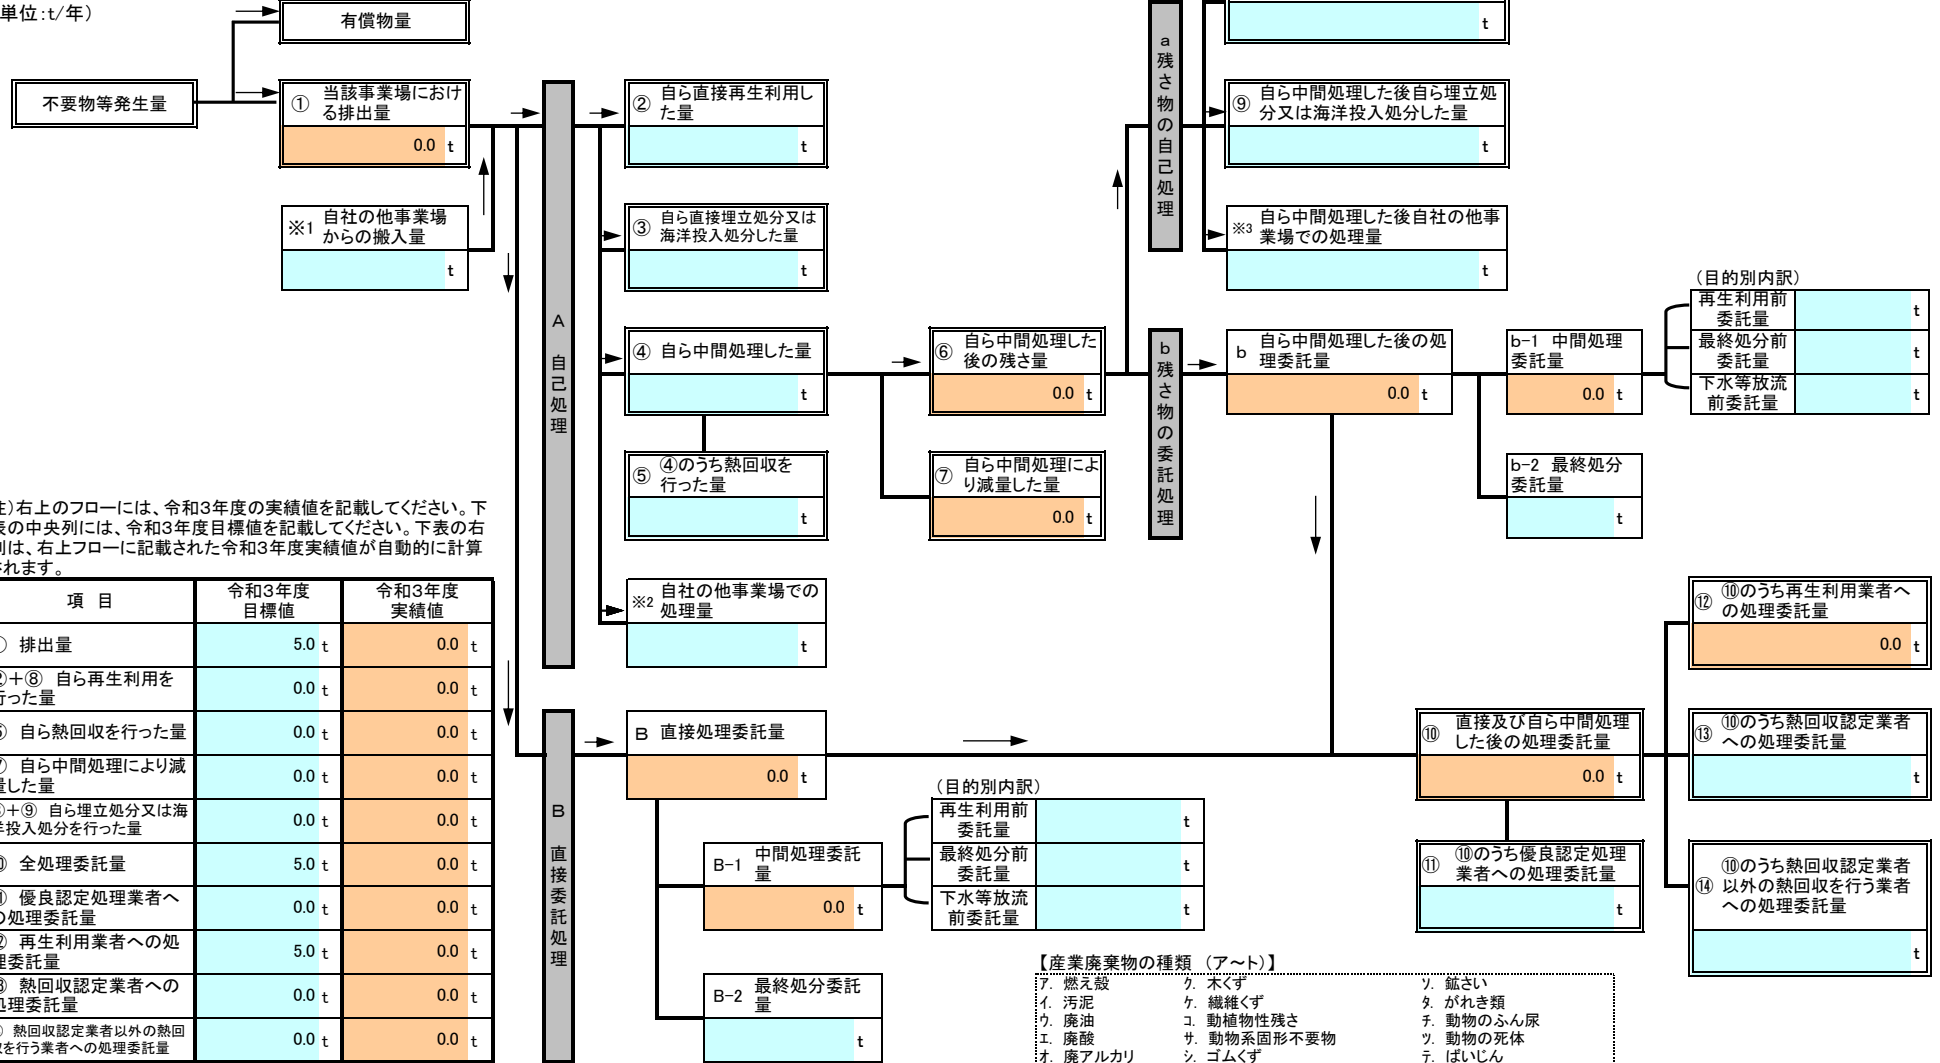 単位:t/年）
有償物量
不要物等発生量
① 当該事業場におけ
る排出量
0.0 t
※1 自社の他事業場
からの搬入量
t
A 自己処理
② 自ら直接再生利用し
た量
t
③ 自ら直接埋立処分又は
海洋投入処分した量
t
④ 自ら中間処理した量
t
⑤ ④のうち熱回収を
行った量
t
※2 自社の他事業場での
処理量
t
⑥ 自ら中間処理した
後の残さ量
0.0 t
⑦ 自ら中間処理によ
り減量した量
0.0 t
a残さ物の自己処理
t
⑨ 自ら中間処理した後自ら埋立処
分又は海洋投入処分した量
t
※3 自ら中間処理した後自社の他事
業場での処理量
t
b残さ物の委託処理
b 自ら中間処理した後の処
理委託量
0.0 t
b-1 中間処理
委託量
0.0 t
b-2 最終処分
委託量
t
（目的別内訳）
再生利用前
委託量
t
最終処分前
委託量
t
下水等放流
前委託量
t
)右上のフローには、令和3年度の実績値を記載してください。下
の中央列には、令和3年度目標値を記載してください。下表の右
は、右上フローに記載された令和3年度実績値が自動的に計算
れます。
項 目 令和3年度
目標値 令和3年度
実績値
排出量 5.0 t 0.0 t
+⑧ 自ら再生利用を
った量 0.0 t 0.0 t
自ら熱回収を行った量 0.0 t 0.0 t
自ら中間処理により減
した量 0.0 t 0.0 t
+⑨ 自ら埋立処分又は海
投入処分を行った量 0.0 t 0.0 t
全処理委託量 5.0 t 0.0 t
優良認定処理業者へ
の処理委託量 0.0 t 0.0 t
再生利用業者への処
理委託量 5.0 t 0.0 t
熱回収認定業者への
処理委託量 0.0 t 0.0 t
熱回収認定業者以外の熱回
収を行う業者への処理委託量 0.0 t 0.0 t
B 直接委託処理
B 直接処理委託量
0.0 t
B-1 中間処理委託
量
0.0 t
B-2 最終処分委託
量
t
（目的別内訳）
再生利用前
委託量
t
最終処分前
委託量
t
下水等放流
前委託量
t
⑩ 直接及び自ら中間処理
した後の処理委託量
0.0 t
⑪ ⑩のうち優良認定処理
業者への処理委託量
t
⑫ ⑩のうち再生利用業者へ
の処理委託量
0.0 t
⑬ ⑩のうち熱回収認定業者
への処理委託量
t
⑭ ⑩のうち熱回収認定業者
以外の熱回収を行う業者
への処理委託量
t
【産業廃棄物の種類 （ア～ト）】
ｱ. 燃え殻 ｸ. 木くず ｿ. 鉱さい
ｲ. 汚泥 ｹ. 繊維くず ﾀ. がれき類
ｳ. 廃油 ｺ. 動植物性残さ ﾁ. 動物のふん尿
ｴ. 廃酸 ｻ. 動物系固形不要物 ﾂ. 動物の死体
ｵ. 廃アルカリ ｼ. ゴムくず ﾃ. ばいじん